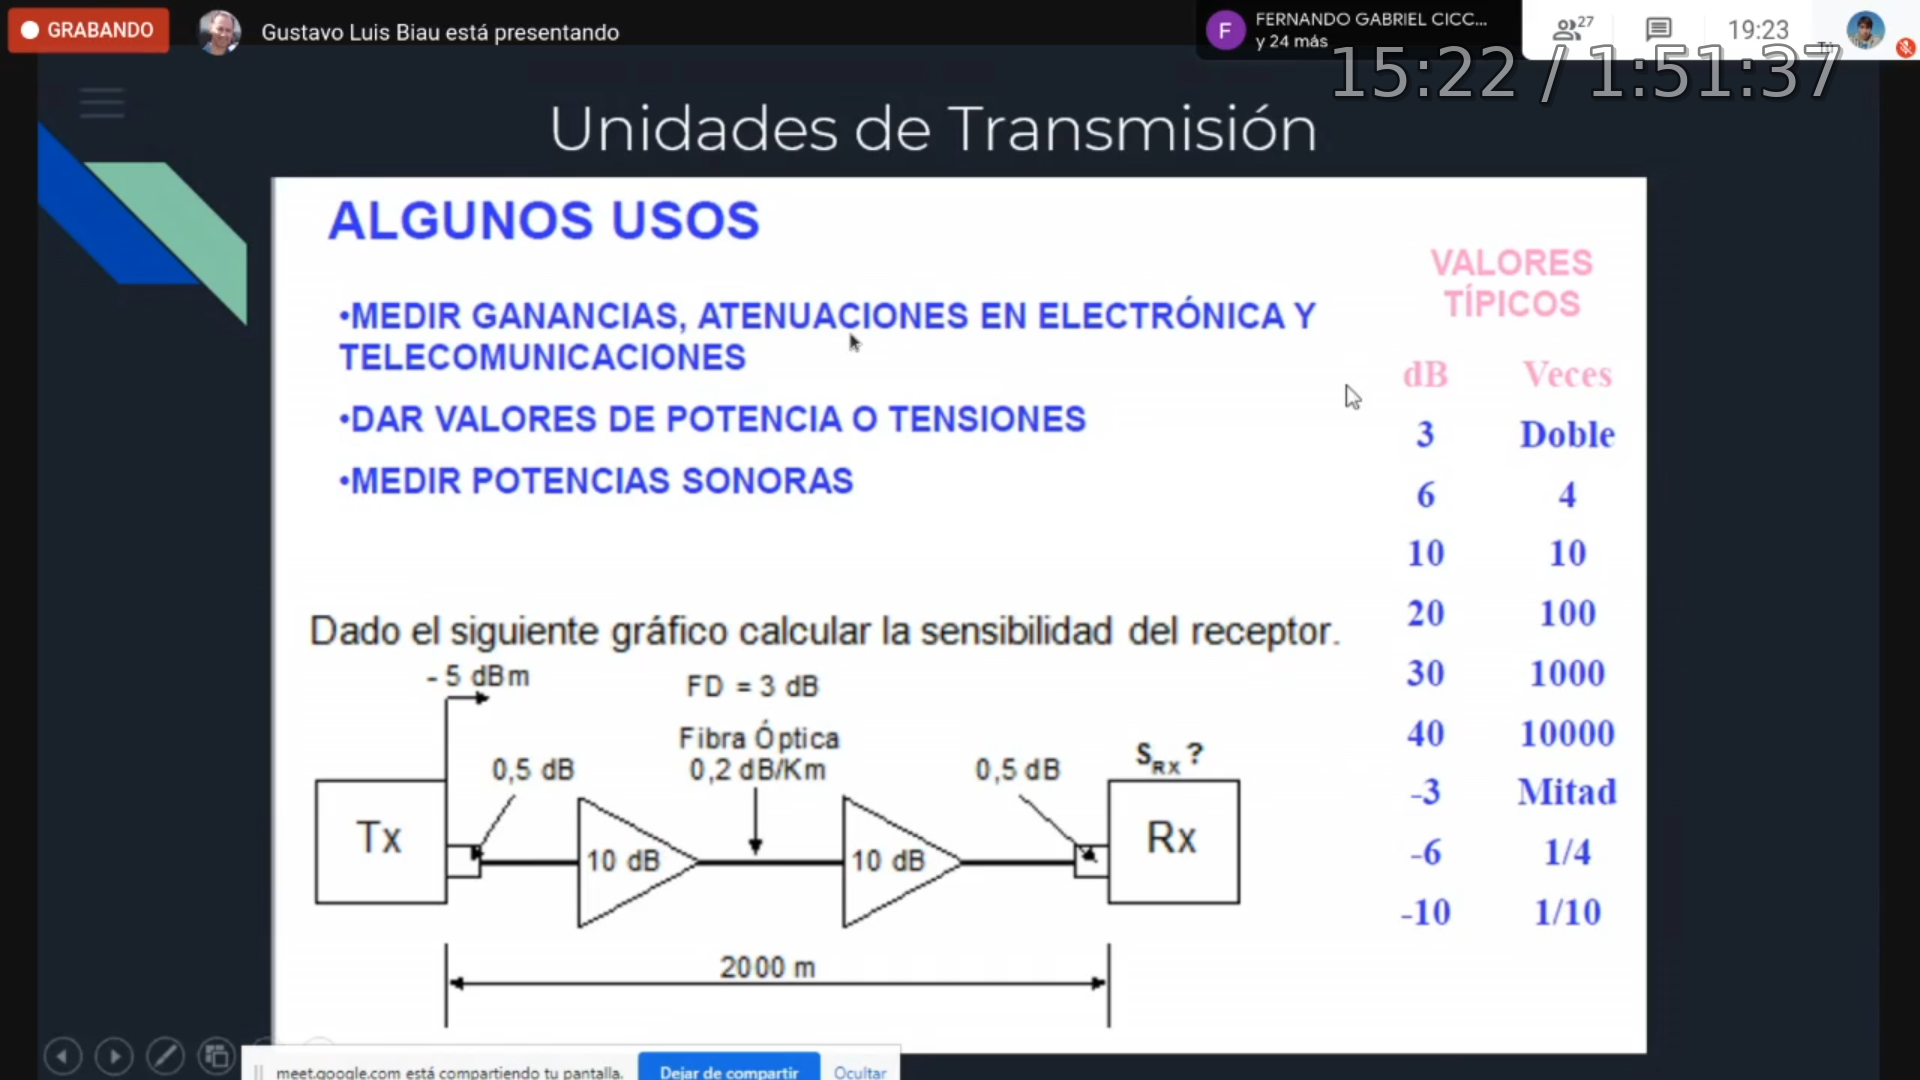 GRABANDO
Gustavo Luis Biau está presentando
FERNANDO GABRIEL CICC...
y 24 más
27
19:23
15:22 / 1:51:37
Unidades de Transmisión
ALGUNOS USOS
•MEDIR GANANCIAS, ATENUACIONES EN ELECTRÓNICA Y
TELECOMUNICACIONES
•DAR VALORES DE POTENCIA O TENSIONES
•MEDIR POTENCIAS SONORAS
VALORES
TÍPICOS
dB Veces
3 Doble
6 4
10 10
20 100
30 1000
40 10000
-3 Mitad
-6 1/4
-10 1/10
Dado el siguiente gráfico calcular la sensibilidad del receptor.
- 5 dBm
FD = 3 dB
Fibra Óptica
0,2 dB/Km
0,5 dB
0,5 dB
SRX ?
Tx
10 dB
10 dB
Rx
2000 m
meet.google.com está compartiendo tu pantalla.
Dejar de compartir
Ocultar